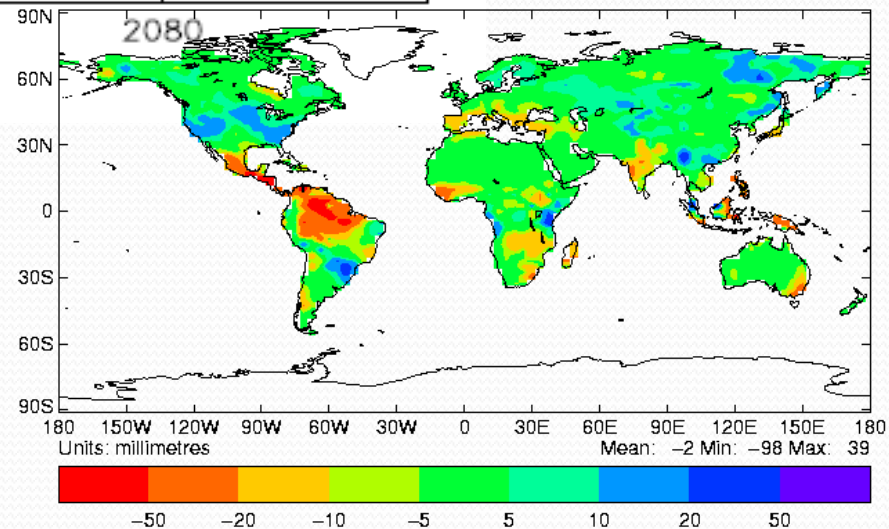 2080
90N
60N
30N
0
30S
60S
90S
180 150W 120W 90W 60W 30W 0 30E 60E 90E 120E 150E 180
Units: millimetres Mean: −2 Min: −98 Max: 39
−50 −20 −10 −5 5 10 20 50